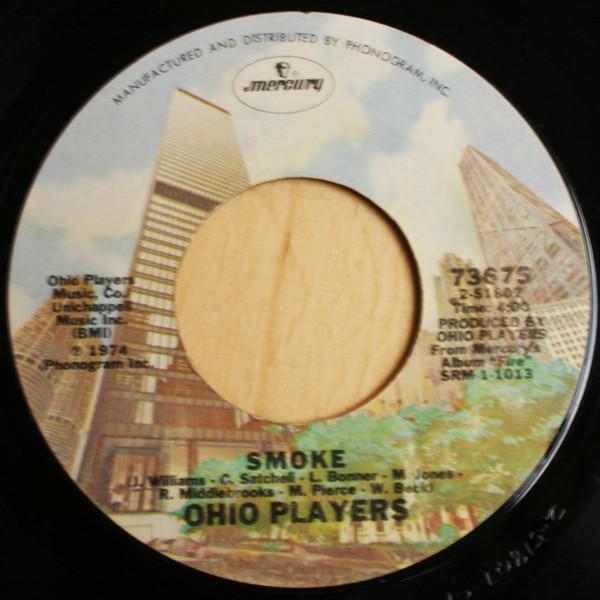 MANUFACTURED AND DISTRIBUTED BY PHONOGRAM, INC.
mercury
Ohio Players
Music, Co./
Unichappell
Music Inc.
(BMI)
℗ 1974
Phonogram Inc.
73675
Time: 4:00
PRODUCED BY
OHIO PLAYERS
From Mercury's
Album "Fire"
SRM-1-1013
SMOKE
(J. Williams - C. Satchell - L. Bonner - M. Jones -
R. Middlebrooks - M. Pierce - W. Beck)
OHIO PLAYERS